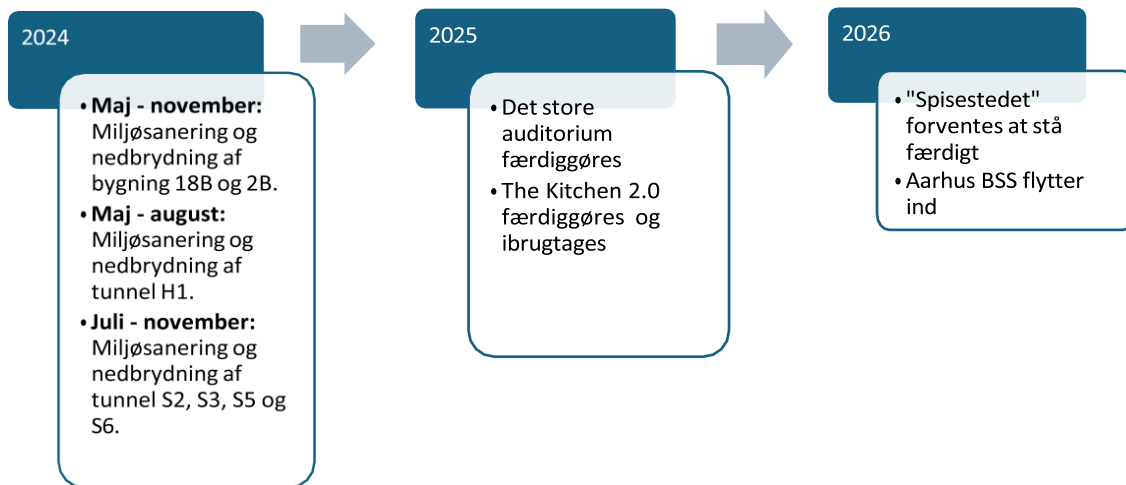 2024
• Maj - november:
Miljøsanering og
nedbrydning af
bygning 18B og 2B.
• Maj - august:
Miljøsanering og
nedbrydning af
tunnel H1.
• Juli - november:
Miljøsanering og
nedbrydning af
tunnel S2, S3, S5 og
S6.
2025
• Det store
auditorium
færdiggøres
• The Kitchen 2.0
færdiggøres og
ibrugtages
2026
• "Spisestedet"
forventes at stå
færdigt
• Aarhus BSS flytter
ind